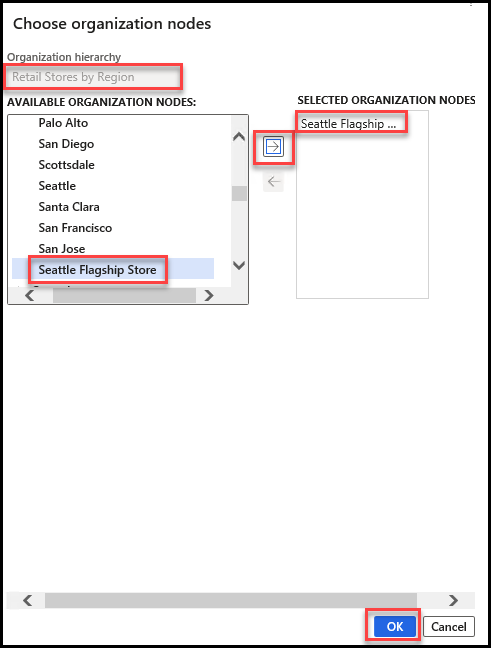 Choose organization nodes
Organization hierarchy
Retail Stores by Region
AVAILABLE ORGANIZATION NODES:
Palo Alto
San Diego
Scottsdale
Seattle
Santa Clara
San Francisco
San Jose
Seattle Flagship Store
SELECTED ORGANIZATION NODES
Seattle Flagship ...
OK
Cancel